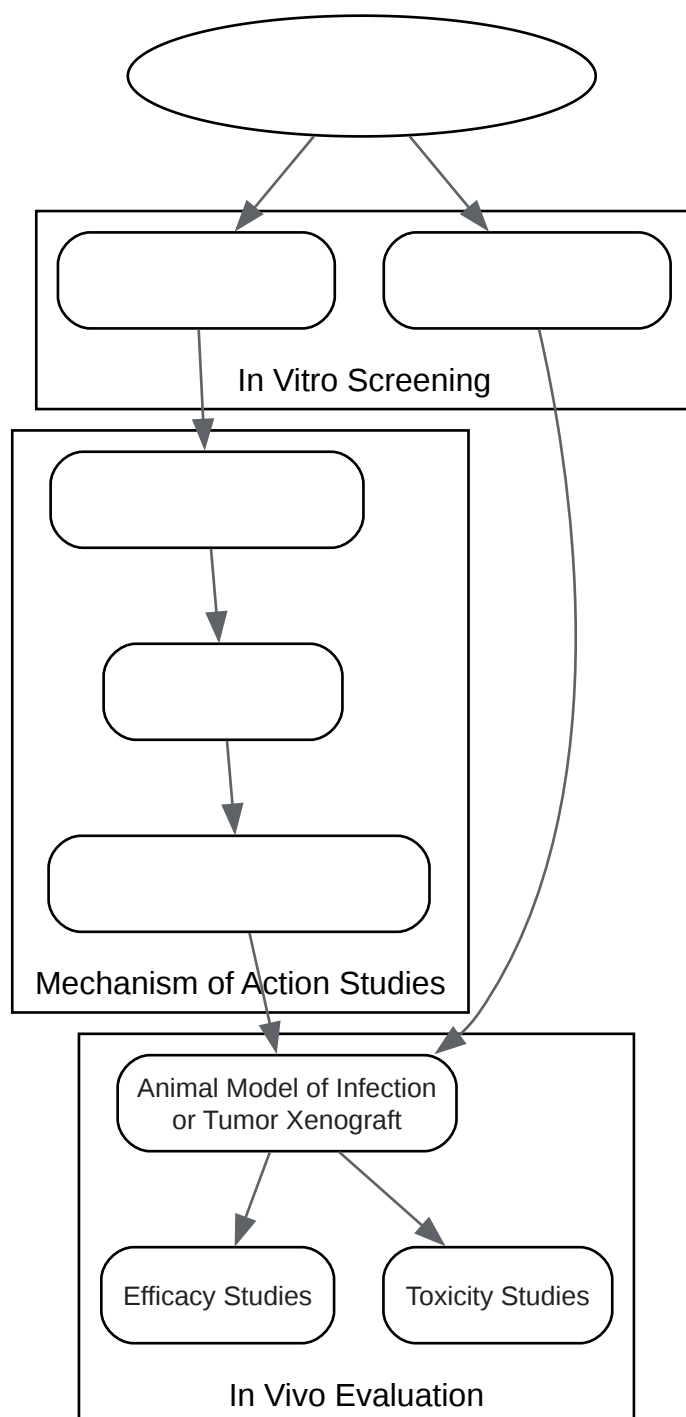 In Vitro Screening
Mechanism of Action Studies
Animal Model of Infection
or Tumor Xenograft
Efficacy Studies
Toxicity Studies
In Vivo Evaluation